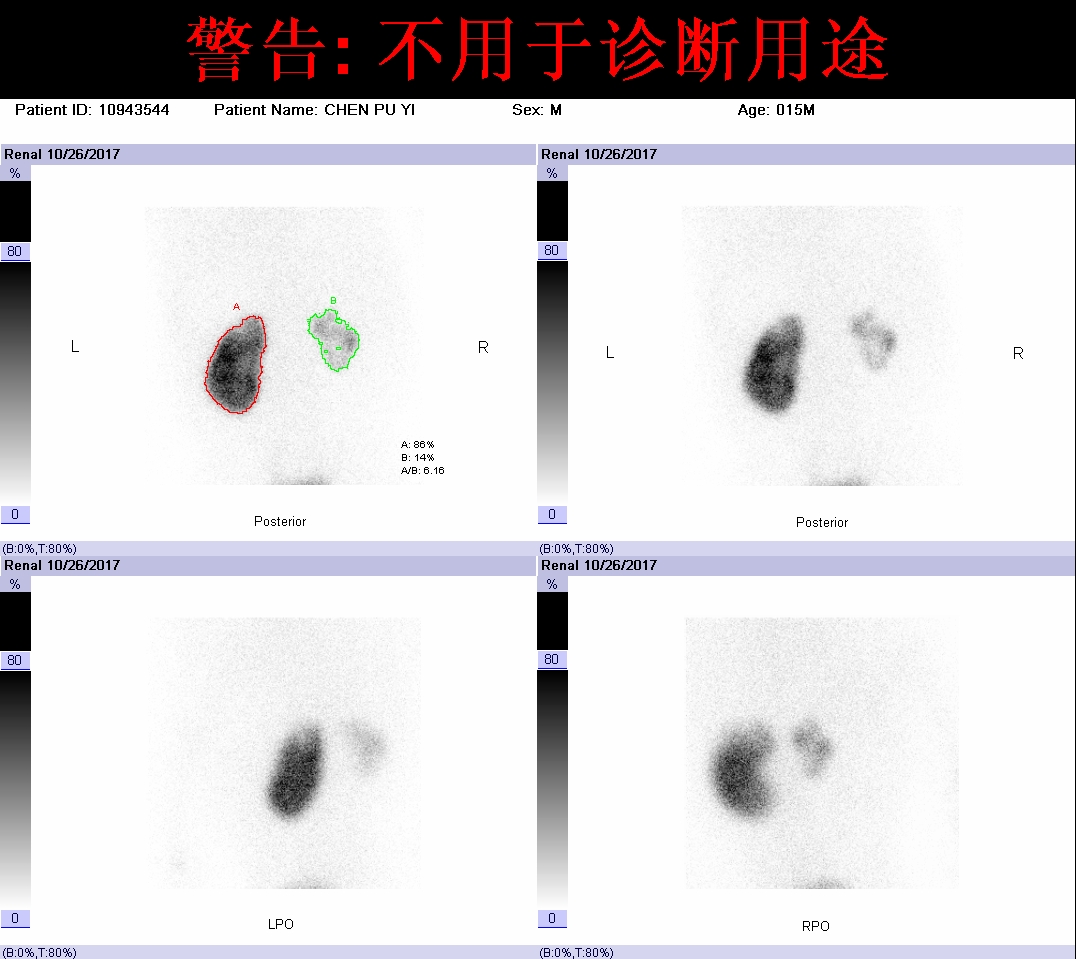 警告: 不用于诊断用途
Patient ID: 10943544 Patient Name: CHEN PU YI Sex: M Age: 015M
Renal 10/26/2017
%
80
0
L
R
A
B
A: 86%
B: 14%
A/B: 6.16
Posterior
(B:0%,T:80%)
Renal 10/26/2017
%
80
0
L
R
Posterior
(B:0%,T:80%)
Renal 10/26/2017
%
80
0
LPO
(B:0%,T:80%)
Renal 10/26/2017
%
80
0
RPO
(B:0%,T:80%)